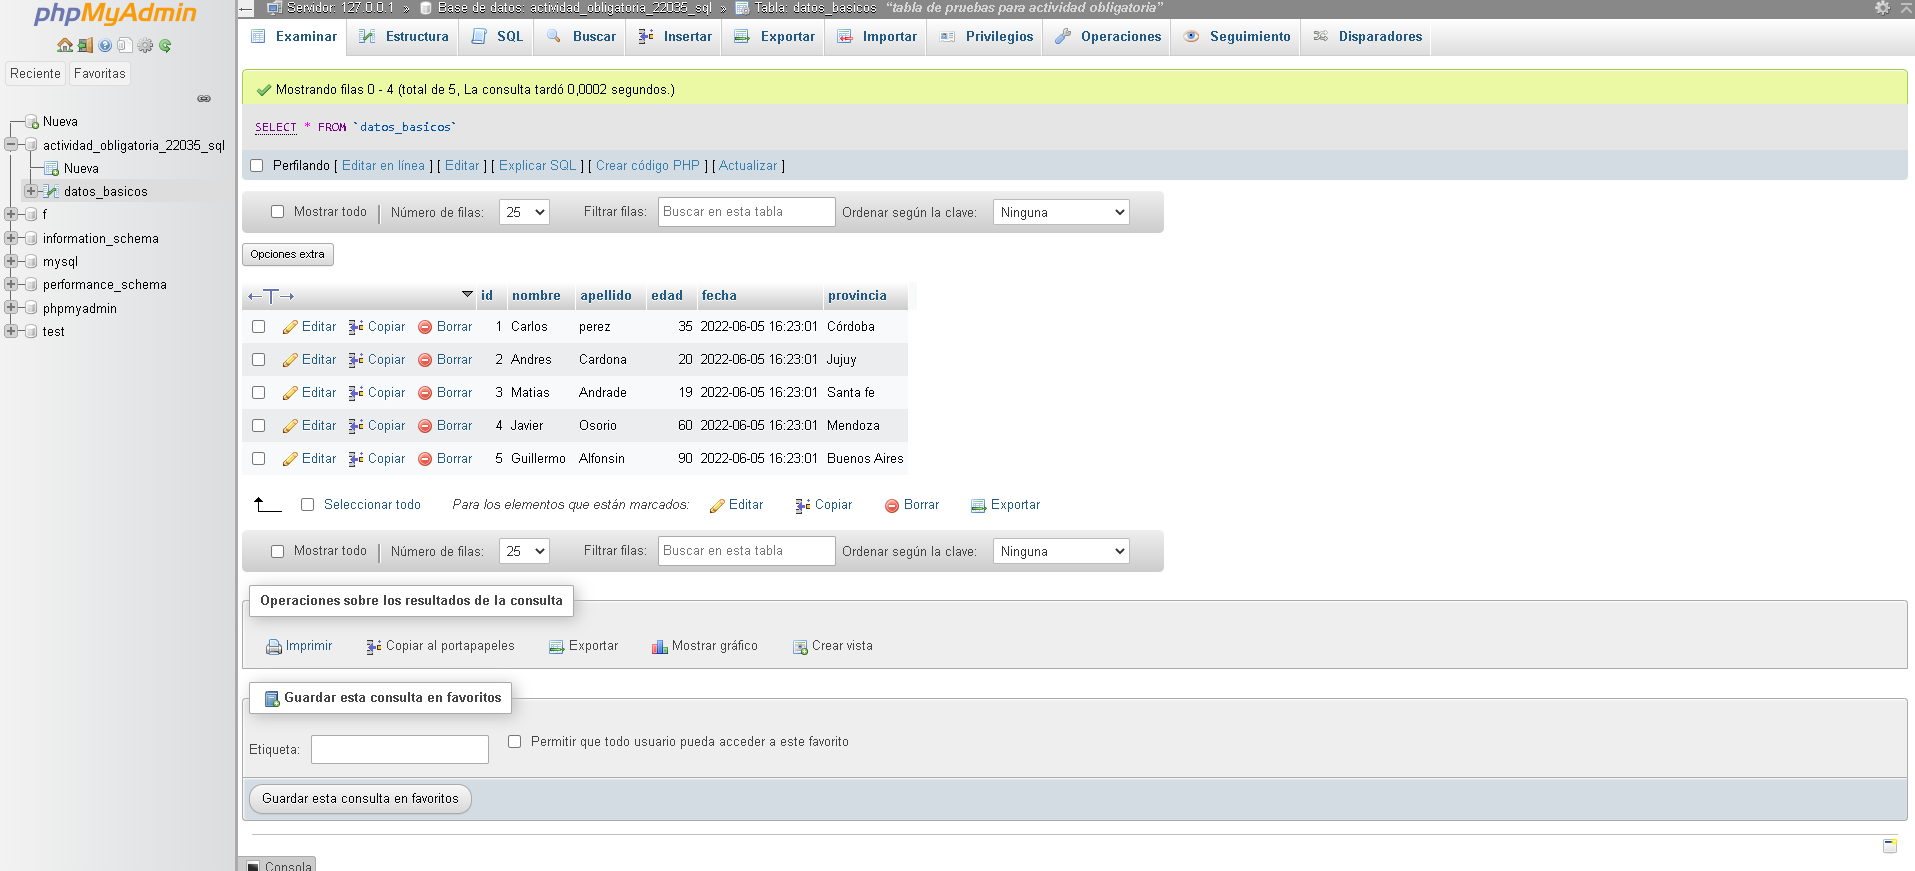 phpMyAdmin
Reciente Favoritas
Nueva
actividad_obligatoria_22035_sql
Nueva
datos_basicos
f
information_schema
mysql
performance_schema
phpmyadmin
test
Servidor: 127.0.0.1 » Base de datos: actividad_obligatoria_22035_sql » Tabla: datos_basicos "tabla de pruebas para actividad obligatoria"
Examinar Estructura SQL Buscar Insertar Exportar Importar Privilegios Operaciones Seguimiento Disparadores
Mostrando filas 0 - 4 (total de 5, La consulta tardó 0,0002 segundos.)
SELECT * FROM `datos_basicos`
Perfilando [ Editar en línea ] [ Editar ] [ Explicar SQL ] [ Crear código PHP ] [ Actualizar ]
Mostrar todo | Número de filas: 25 Filtrar filas: Buscar en esta tabla Ordenar según la clave: Ninguna
Opciones extra
←T→ id nombre apellido edad fecha provincia
Editar Copiar Borrar 1 Carlos perez 35 2022-06-05 16:23:01 Córdoba
Editar Copiar Borrar 2 Andres Cardona 20 2022-06-05 16:23:01 Jujuy
Editar Copiar Borrar 3 Matias Andrade 19 2022-06-05 16:23:01 Santa fe
Editar Copiar Borrar 4 Javier Osorio 60 2022-06-05 16:23:01 Mendoza
Editar Copiar Borrar 5 Guillermo Alfonsin 90 2022-06-05 16:23:01 Buenos Aires
Seleccionar todo Para los elementos que están marcados: Editar Copiar Borrar Exportar
Mostrar todo | Número de filas: 25 Filtrar filas: Buscar en esta tabla Ordenar según la clave: Ninguna
Operaciones sobre los resultados de la consulta
Imprimir Copiar al portapapeles Exportar Mostrar gráfico Crear vista
Guardar esta consulta en favoritos
Etiqueta: Permitir que todo usuario pueda acceder a este favorito
Guardar esta consulta en favoritos
Consola